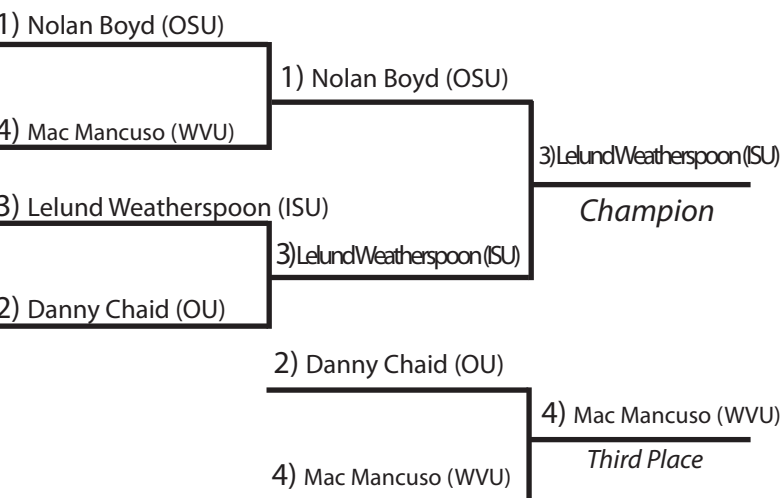 1) Nolan Boyd (OSU)
1) Nolan Boyd (OSU)
4) Mac Mancuso (WVU)
3) Lelund Weatherspoon (ISU)
Champion
3) Lelund Weatherspoon (ISU)
3) Lelund Weatherspoon (ISU)
2) Danny Chaid (OU)
2) Danny Chaid (OU)
4) Mac Mancuso (WVU)
Third Place
4) Mac Mancuso (WVU)